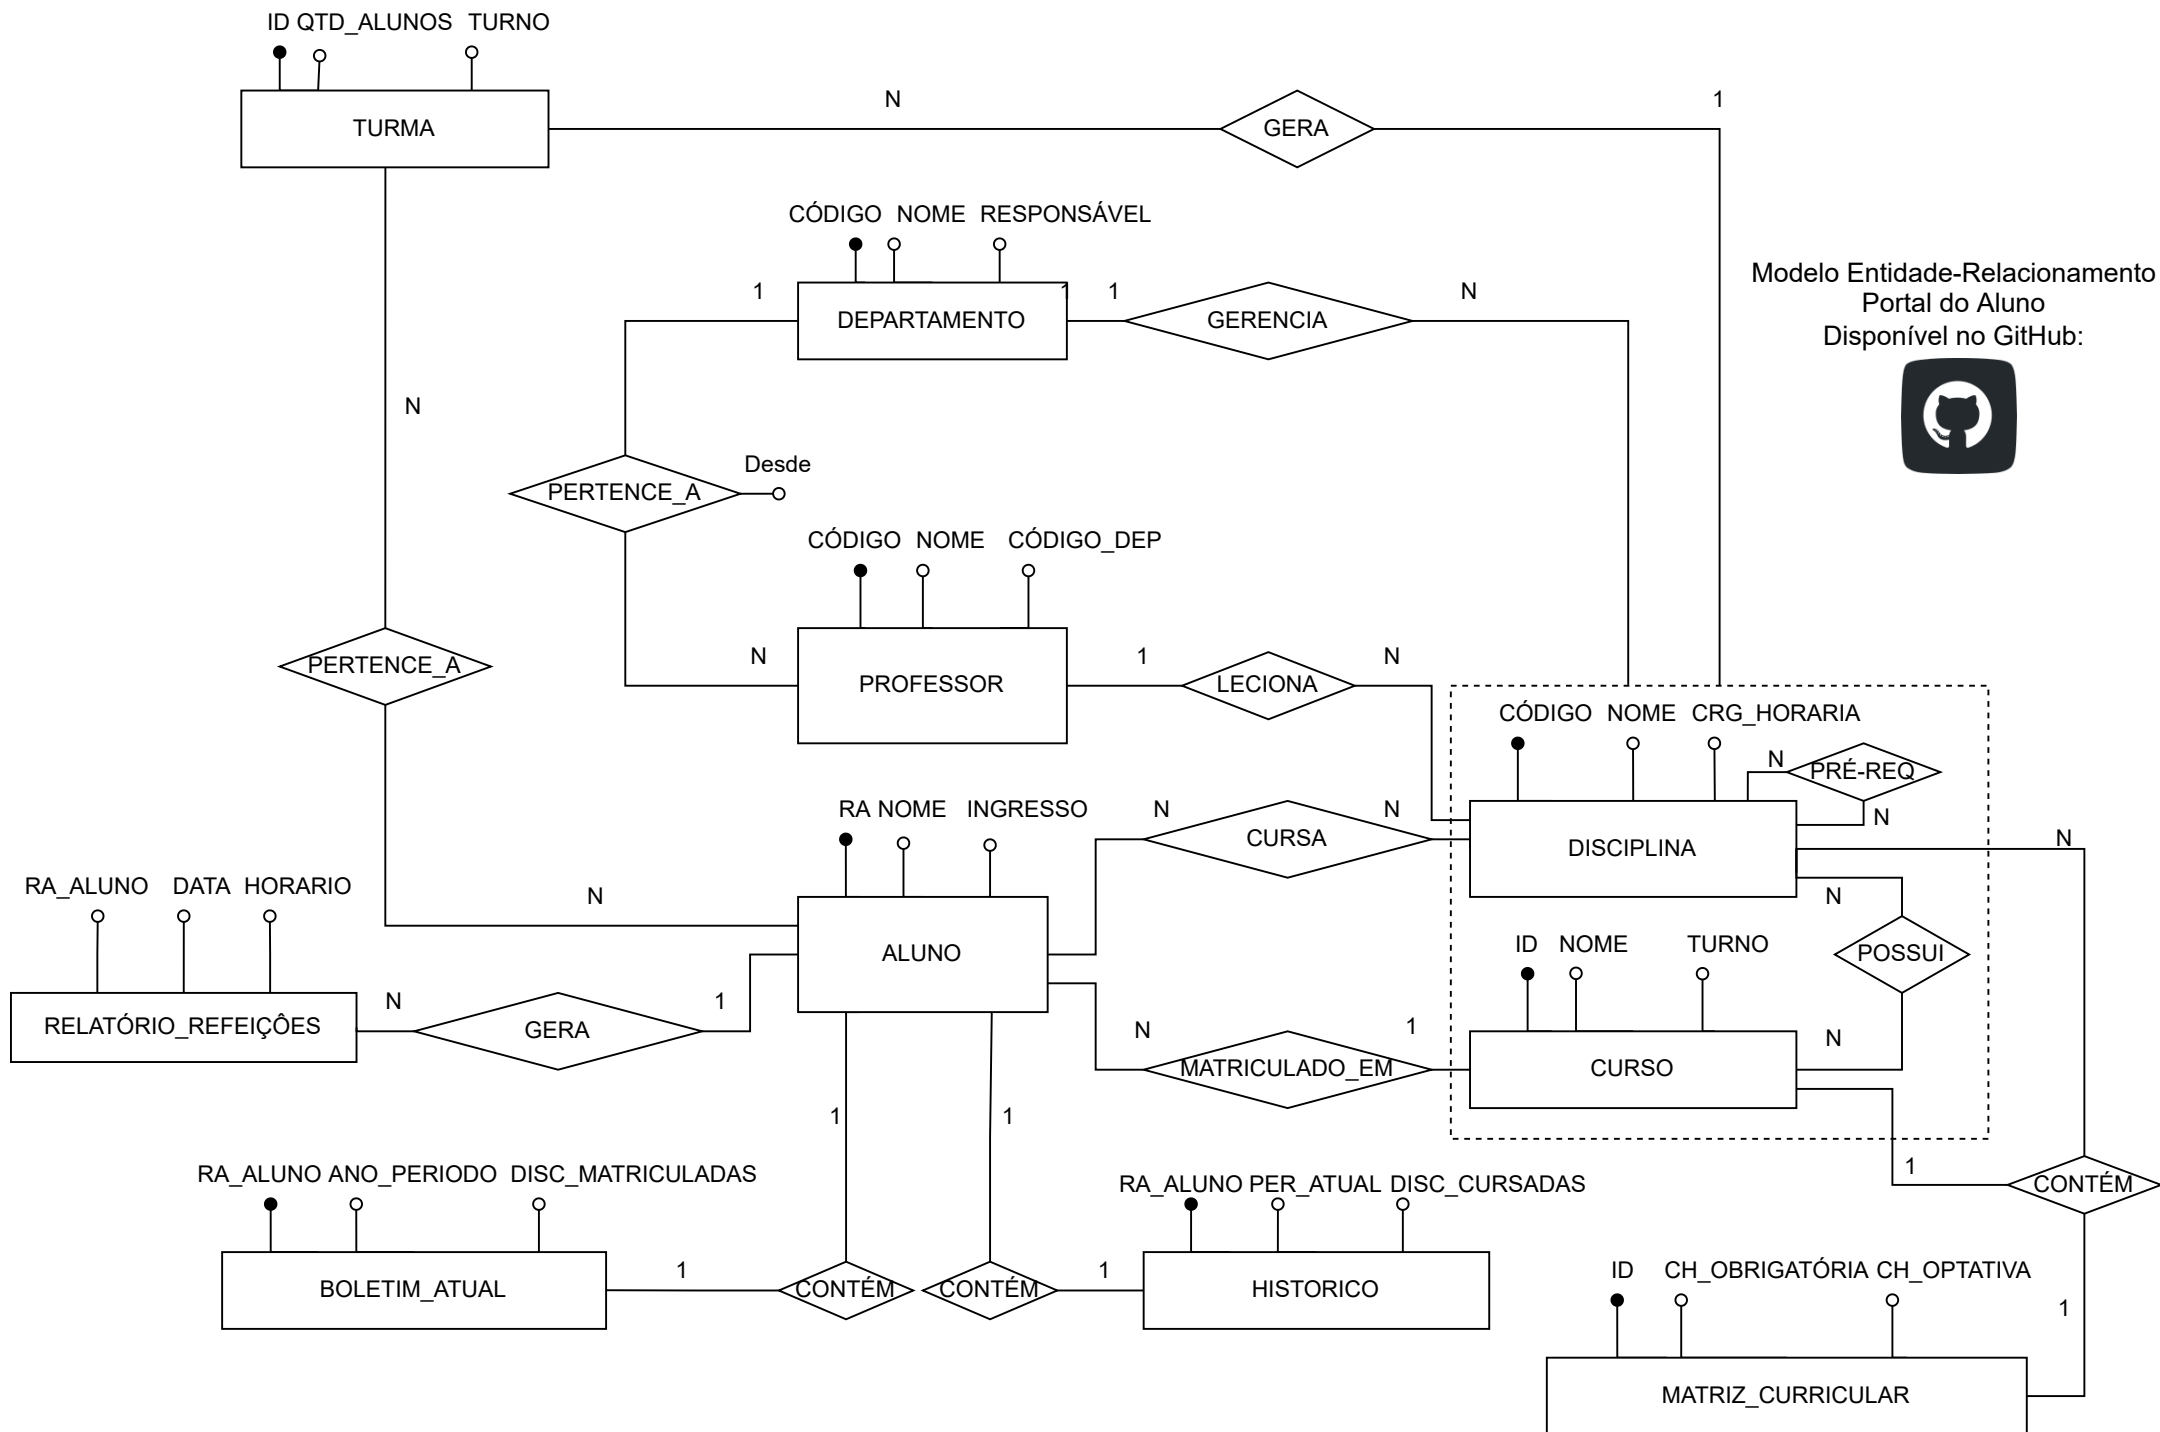 ID QTD_ALUNOS TURNO
TURMA
N
GERA
1
CÓDIGO NOME RESPONSÁVEL
1
DEPARTAMENTO
1
1
GERENCIA
N
Modelo Entidade-Relacionamento
Portal do Aluno
Disponível no GitHub:
N
Desde
PERTENCE_A
CÓDIGO NOME CÓDIGO_DEP
PERTENCE_A
N
PROFESSOR
1
LECIONA
N
CÓDIGO NOME CRG_HORARIA
N
PRÉ-REQ
N
RA NOME INGRESSO
N
CURSA
N
DISCIPLINA
N
RA_ALUNO DATA HORARIO
N
ALUNO
N
ID NOME TURNO
POSSUI
RELATÓRIO_REFEIÇÔES
N
GERA
1
N
MATRICULADO_EM
1
CURSO
N
1
1
RA_ALUNO ANO_PERIODO DISC_MATRICULADAS
RA_ALUNO PER_ATUAL DISC_CURSADAS
1
CONTÉM
BOLETIM_ATUAL
1
CONTÉM
CONTÉM
1
HISTORICO
ID CH_OBRIGATÓRIA CH_OPTATIVA
1
MATRIZ_CURRICULAR